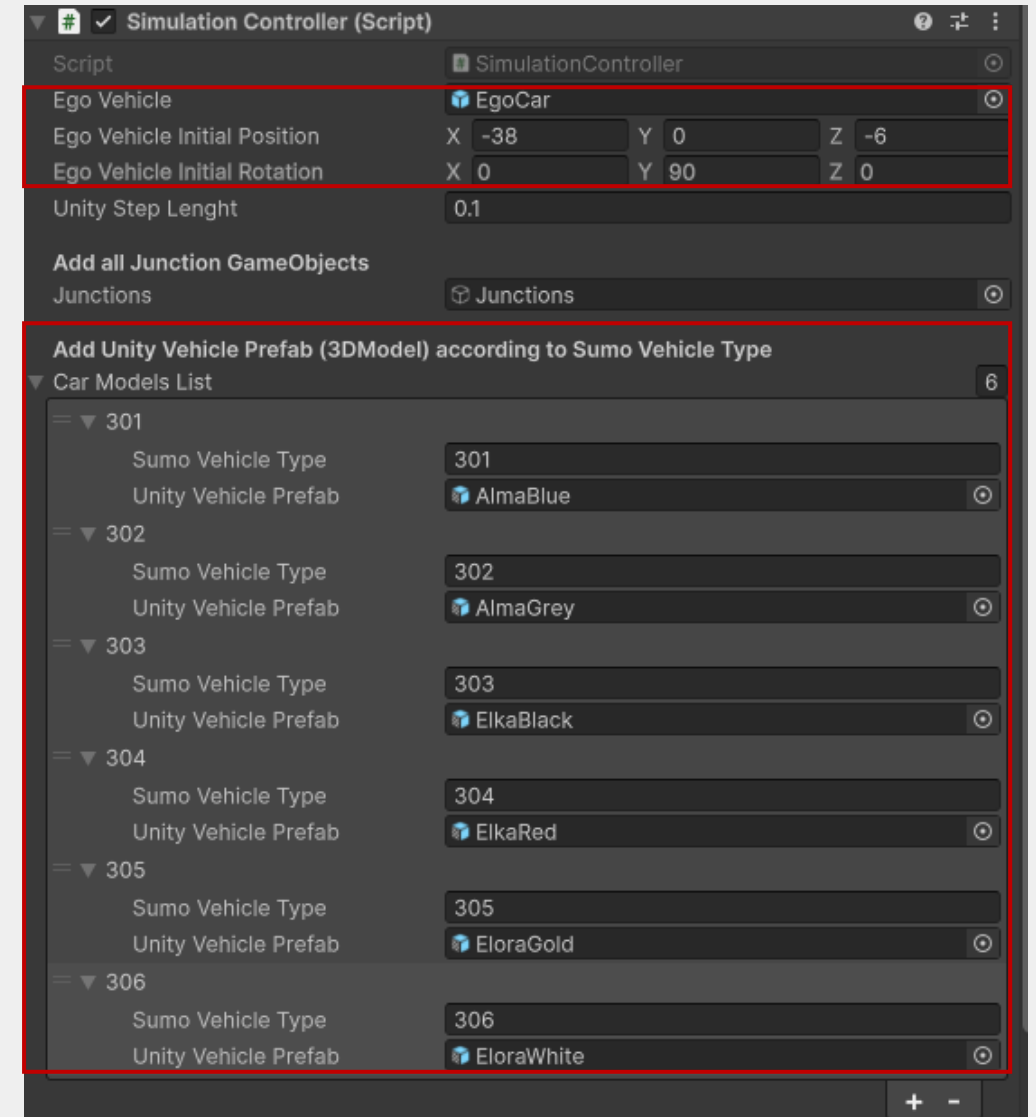 # Simulation Controller (Script)
Script SimulationController
Ego Vehicle EgoCar
Ego Vehicle Initial Position X -38 Y 0 Z -6
Ego Vehicle Initial Rotation X 0 Y 90 Z 0
Unity Step Lenght 0.1
Add all Junction GameObjects
Junctions Junctions
Add Unity Vehicle Prefab (3DModel) according to Sumo Vehicle Type
Car Models List 6
301
Sumo Vehicle Type 301
Unity Vehicle Prefab AlmaBlue
302
Sumo Vehicle Type 302
Unity Vehicle Prefab AlmaGrey
303
Sumo Vehicle Type 303
Unity Vehicle Prefab ElkaBlack
304
Sumo Vehicle Type 304
Unity Vehicle Prefab ElkaRed
305
Sumo Vehicle Type 305
Unity Vehicle Prefab EloraGold
306
Sumo Vehicle Type 306
Unity Vehicle Prefab EloraWhite
+ -